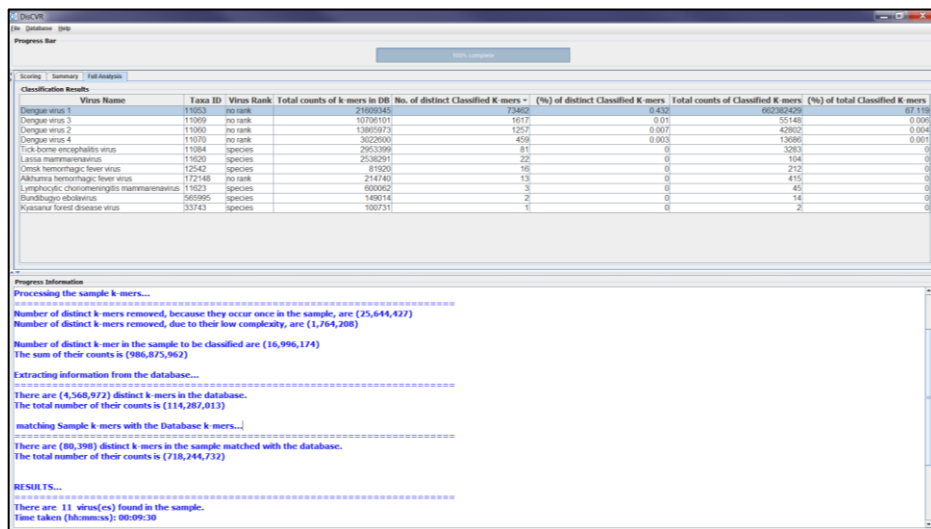 DisCVR
File Database Help
Progress Bar
100% complete
Scoring Summary Full Analysis
Classification Results
Virus Name Taxa ID Virus Rank Total counts of k-mers in DB No. of distinct Classified K-mers (%) of distinct Classified K-mers Total counts of Classified K-mers (%) of total Classified K-mers
Dengue virus 1 11053 no rank 21609345 73462 0.432 662382429 67.119
Dengue virus 3 11069 no rank 10706101 1617 0.01 55148 0.006
Dengue virus 2 11060 no rank 13865973 1257 0.007 42802 0.004
Dengue virus 4 11070 no rank 3022600 459 0.003 13686 0.001
Tick-borne encephalitis virus 11084 species 2953399 81 0 3283 0
Lassa mammarenavirus 11620 species 2538291 22 0 104 0
Omsk hemorrhagic fever virus 12542 species 81920 16 0 212 0
Alkhumra hemorrhagic fever virus 172148 no rank 214740 13 0 415 0
Lymphocytic choriomeningitis mammarenavirus 11623 species 600062 3 0 45 0
Bundibugyo ebolavirus 565995 species 149014 2 0 14 0
Kyasanur forest disease virus 33743 species 100731 1 0 2 0
Progress Information
Processing the sample k-mers...
Number of distinct k-mers removed, because they occur once in the sample, are (25,644,427)
Number of distinct k-mers removed, due to their low complexity, are (1,764,208)
Number of distinct k-mer in the sample to be classified are (16,996,174)
The sum of their counts is (986,875,962)
Extracting information from the database...
There are (4,568,972) distinct k-mers in the database.
The total number of their counts is (114,287,013)
matching Sample k-mers with the Database k-mers...
There are (80,398) distinct k-mers in the sample matched with the database.
The total number of their counts is (718,244,732)
RESULTS...
There are 11 virus(es) found in the sample.
Time taken (hh:mm:ss): 00:09:30